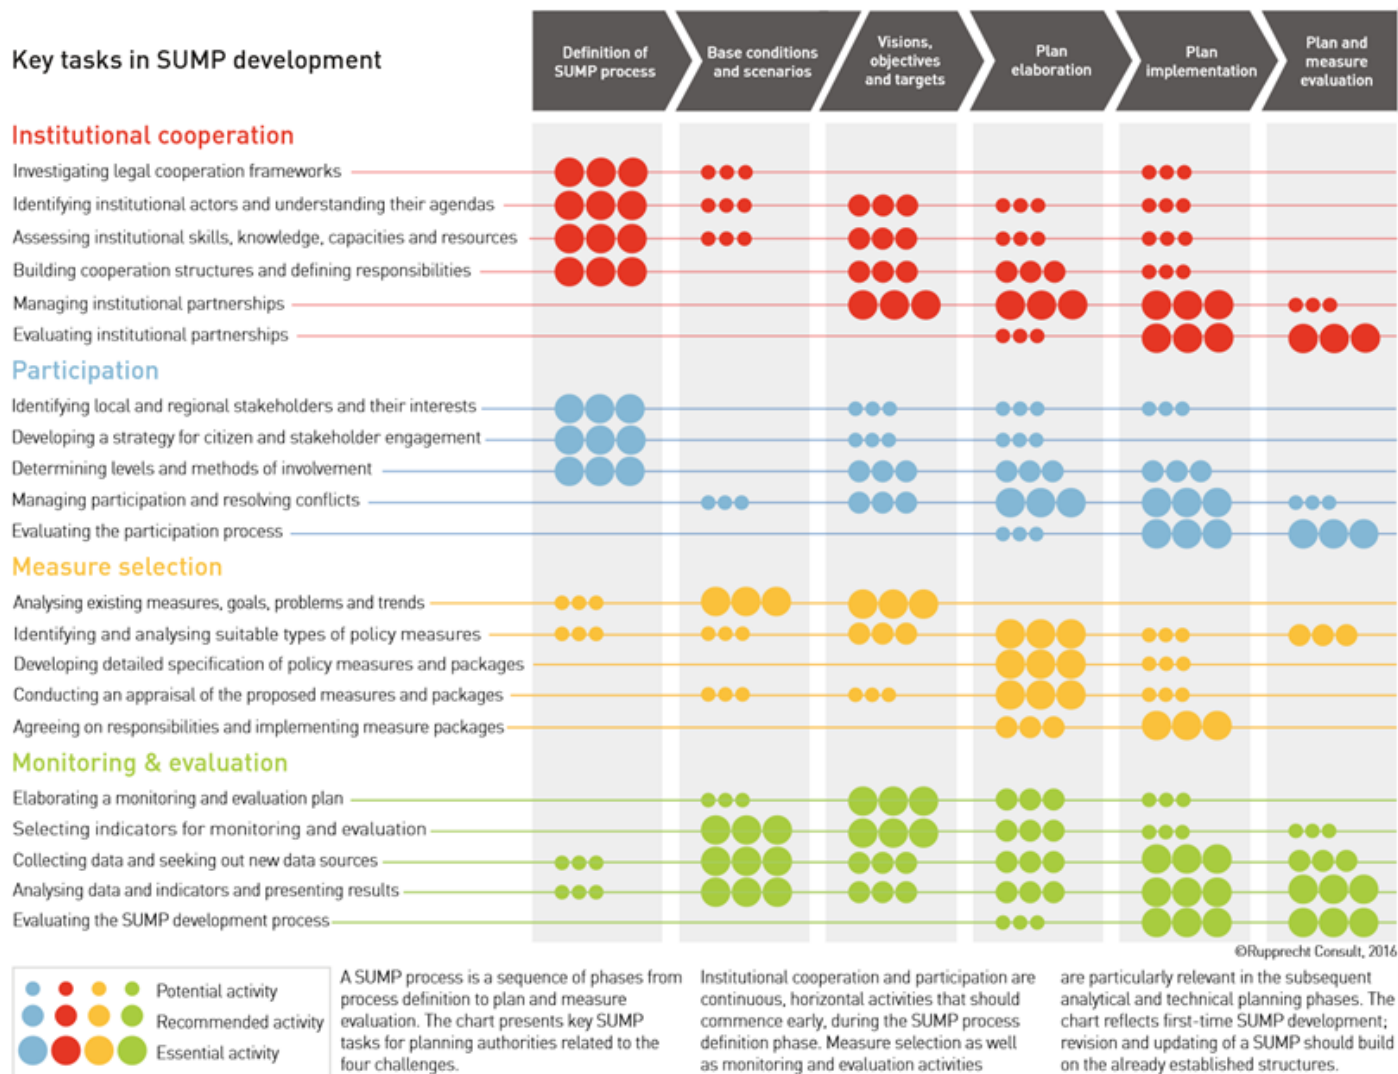 Key tasks in SUMP development
Definition of
SUMP process
Base conditions
and scenarios
Visions,
objectives
and targets
Plan
elaboration
Plan
implementation
Plan and
measure
evaluation
Institutional cooperation
Investigating legal cooperation frameworks
Identifying institutional actors and understanding their agendas
Assessing institutional skills, knowledge, capacities and resources
Building cooperation structures and defining responsibilities
Managing institutional partnerships
Evaluating institutional partnerships
Participation
Identifying local and regional stakeholders and their interests
Developing a strategy for citizen and stakeholder engagement
Determining levels and methods of involvement
Managing participation and resolving conflicts
Evaluating the participation process
Measure selection
Analysing existing measures, goals, problems and trends
Identifying and analysing suitable types of policy measures
Developing detailed specification of policy measures and packages
Conducting an appraisal of the proposed measures and packages
Agreeing on responsibilities and implementing measure packages
Monitoring & evaluation
Elaborating a monitoring and evaluation plan
Selecting indicators for monitoring and evaluation
Collecting data and seeking out new data sources
Analysing data and indicators and presenting results
Evaluating the SUMP development process
©Rupprecht Consult, 2016
Potential activity
Recommended activity
Essential activity
A SUMP process is a sequence of phases from
process definition to plan and measure
evaluation. The chart presents key SUMP
tasks for planning authorities related to the
four challenges.
Institutional cooperation and participation are
continuous, horizontal activities that should
commence early, during the SUMP process
definition phase. Measure selection as well
as monitoring and evaluation activities
are particularly relevant in the subsequent
analytical and technical planning phases. The
chart reflects first-time SUMP development;
revision and updating of a SUMP should build
on the already established structures.